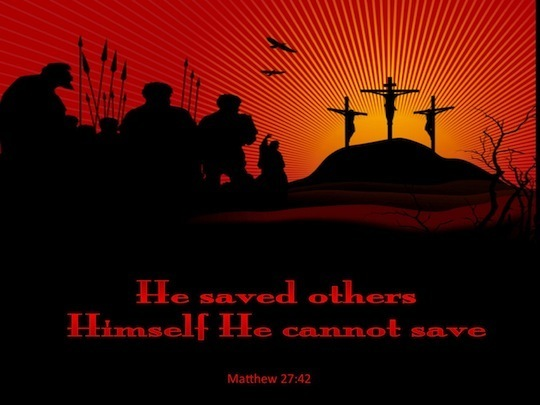 He saved others
Himself He cannot save
Matthew 27:42